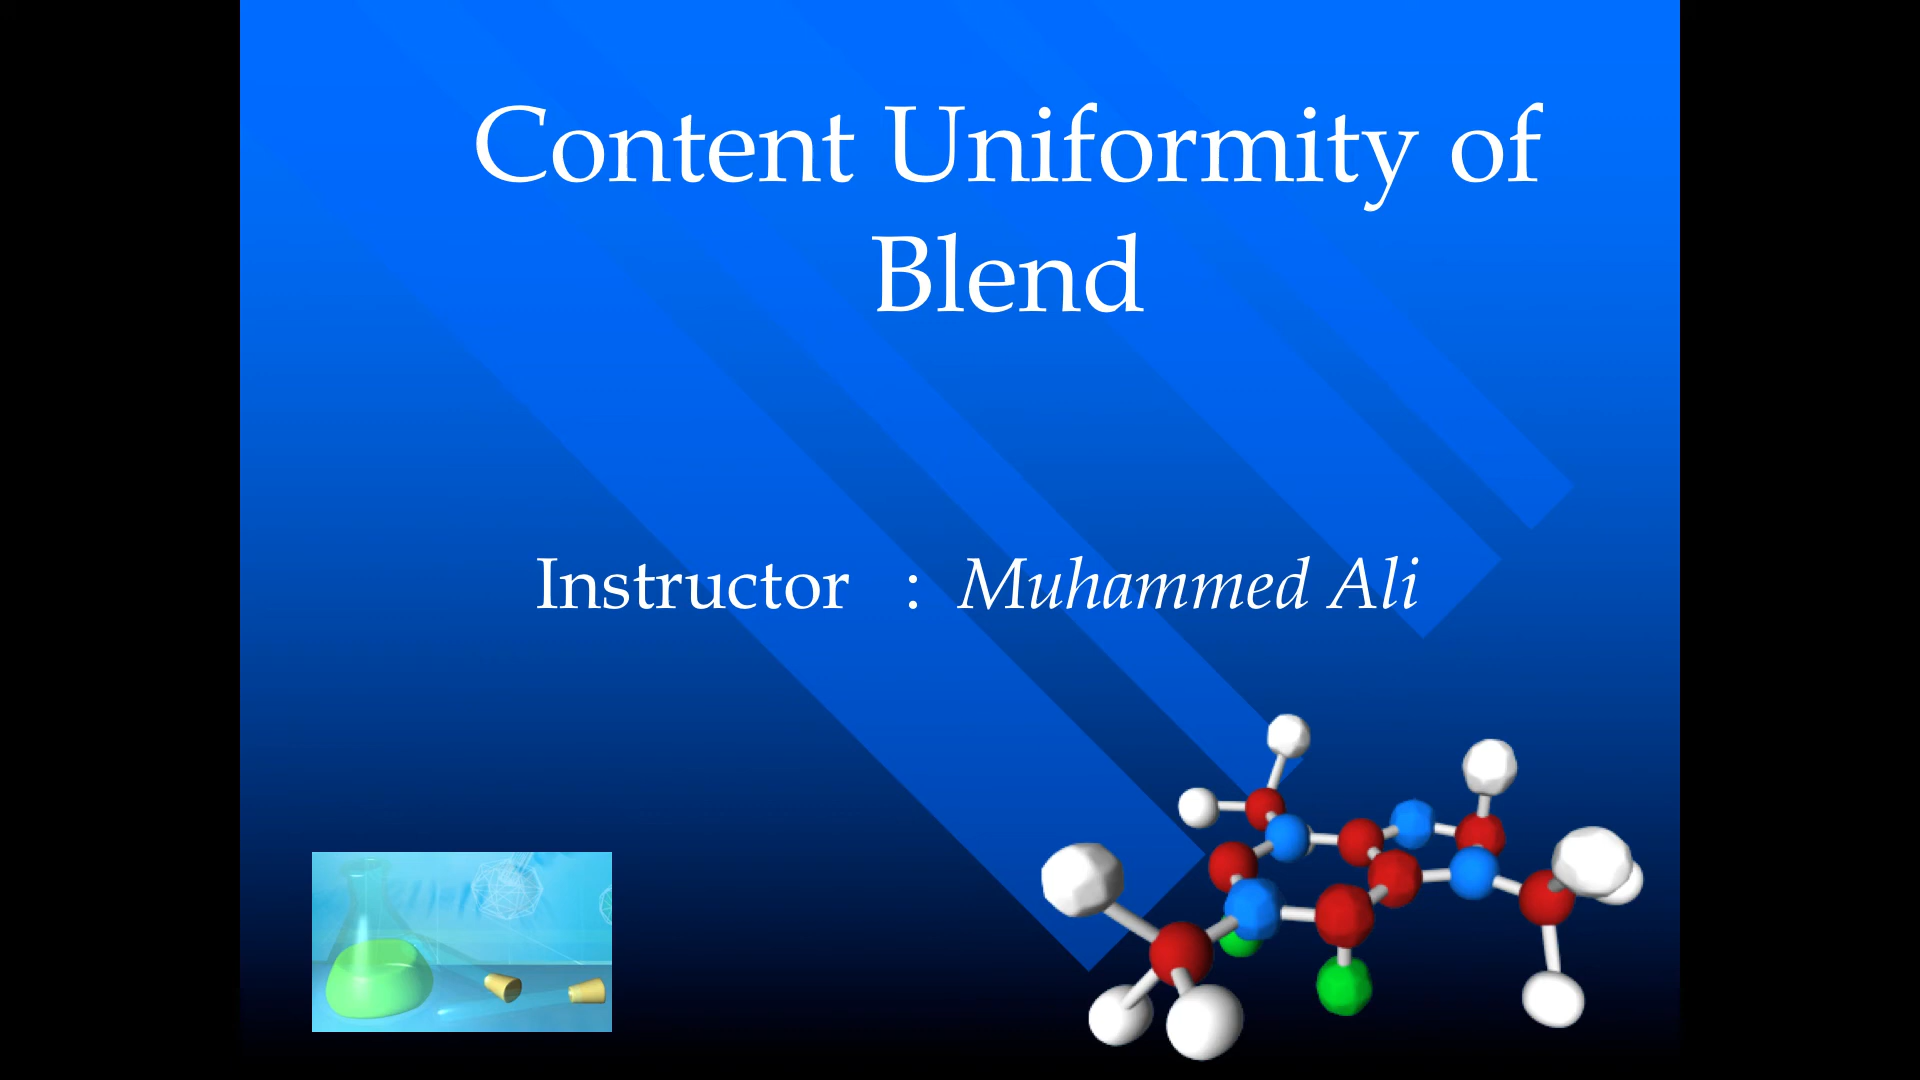 Content Uniformity of
Blend
Instructor : Muhammed Ali